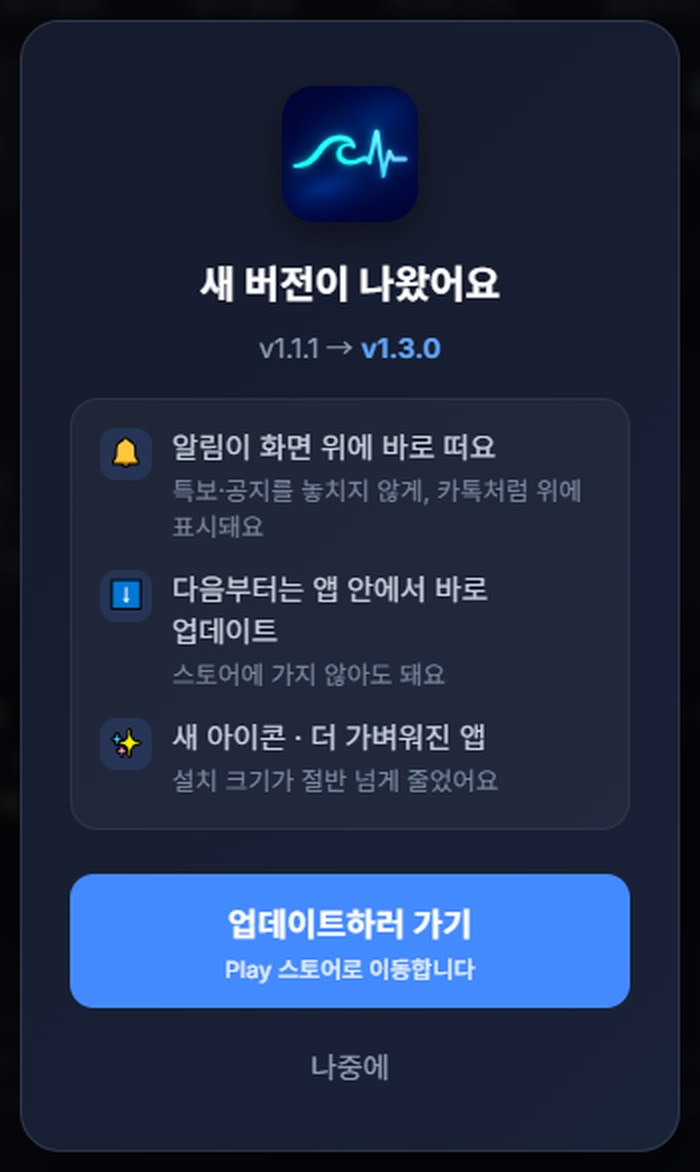 새 버전이 나왔어요
v1.1.1 → v1.3.0
알림이 화면 위에 바로 떠요
특보·공지를 놓치지 않게, 카톡처럼 위에
표시돼요
다음부터는 앱 안에서 바로
업데이트
스토어에 가지 않아도 돼요
새 아이콘 · 더 가벼워진 앱
설치 크기가 절반 넘게 줄었어요
업데이트하러 가기
Play 스토어로 이동합니다
나중에